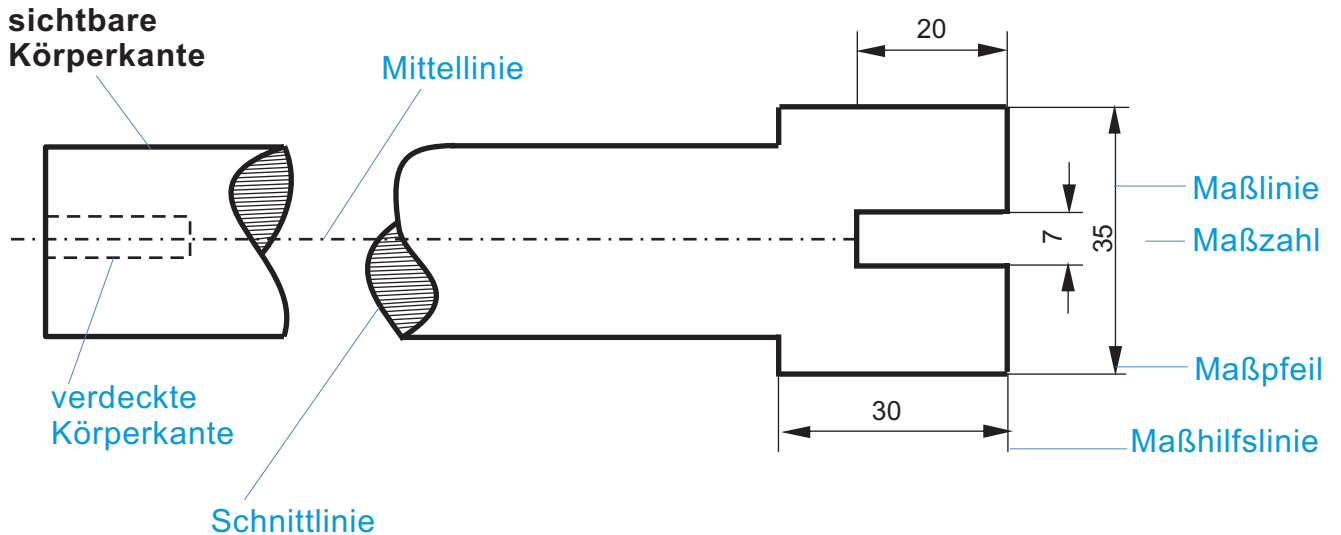 sichtbare
Körperkante
20
Mittellinie
Maßlinie
7
35
Maßzahl
Maßpfeil
verdeckte
Körperkante
30
Maßhilfslinie
Schnittlinie